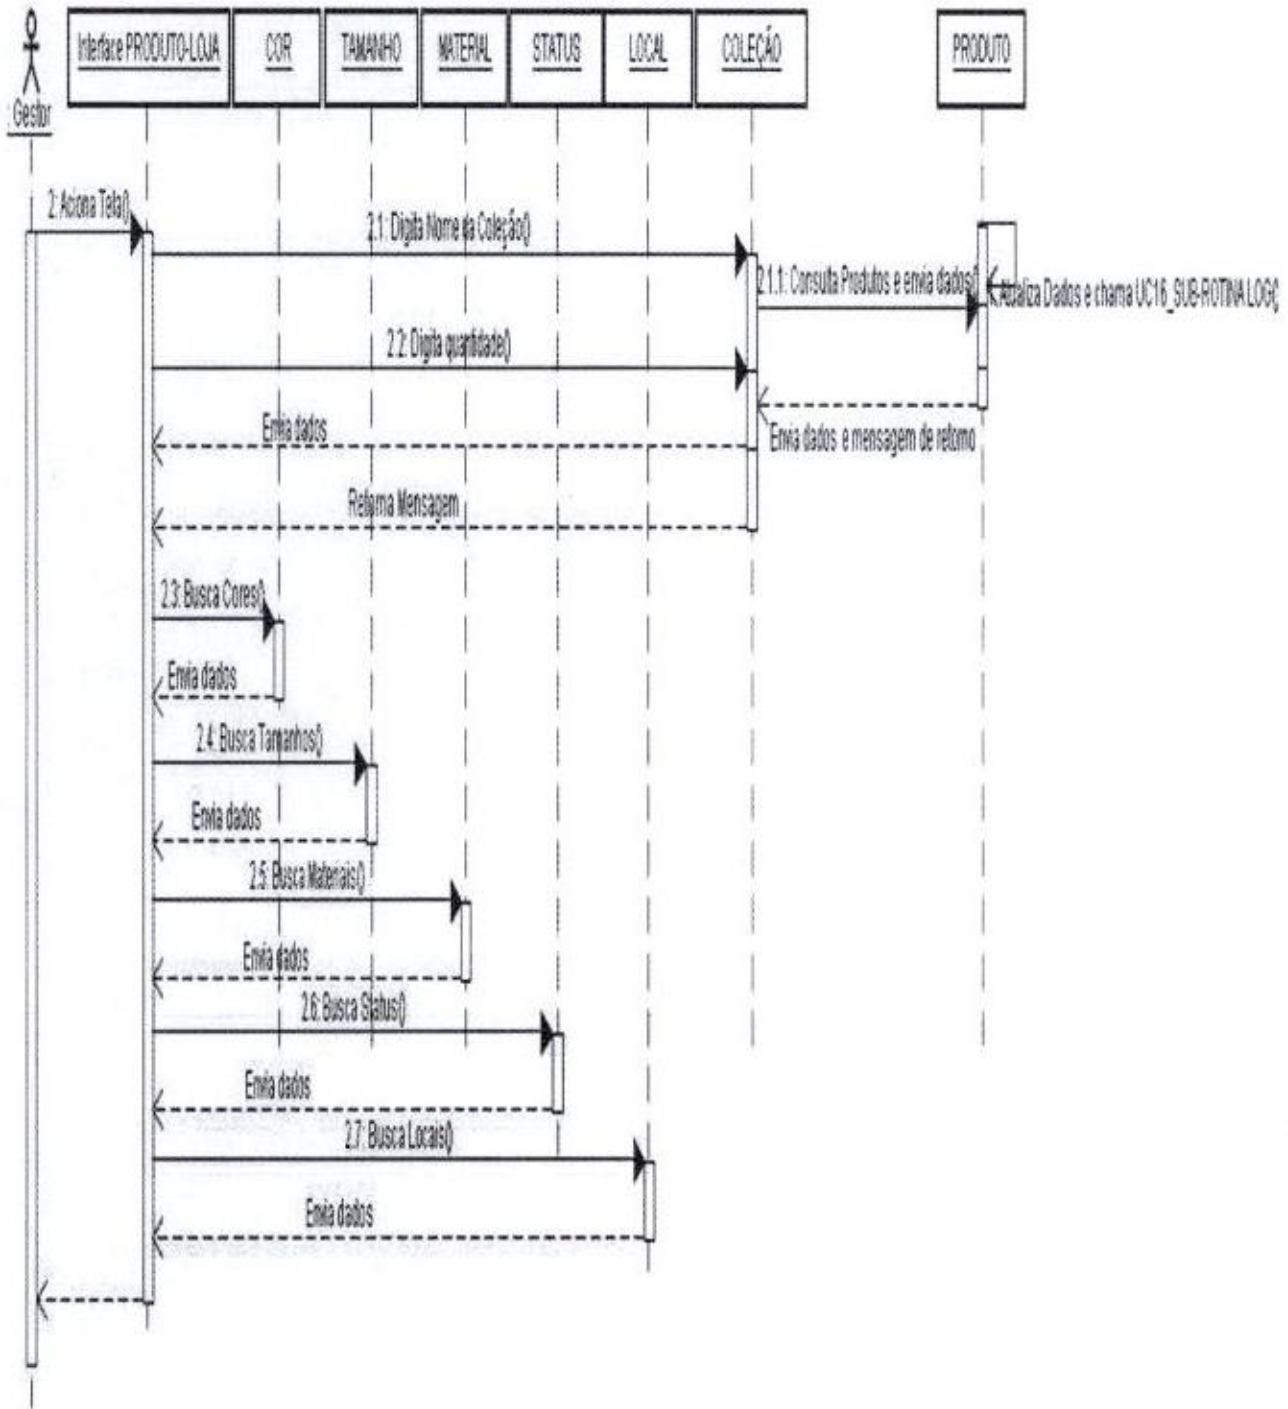 Interface PRODUTO-LOJA
COR
TAMANHO
MATERIAL
STATUS
LOCAL
COLEÇÃO
PRODUTO
: Gestor
2: Aciona Tela()
2.1: Digita Nome da Coleção()
2.1.1: Consulta Produtos e envia dados()
Atualiza Dados e chama UC16_SUB-ROTINA LOG(
2.2: Digita quantidade()
Envia dados
Envia dados e mensagem de retorno
Retorna Mensagem
2.3: Busca Cores()
Envia dados
2.4: Busca Tamanhos()
Envia dados
2.5: Busca Materiais()
Envia dados
2.6: Busca Status()
Envia dados
2.7: Busca Locais()
Envia dados